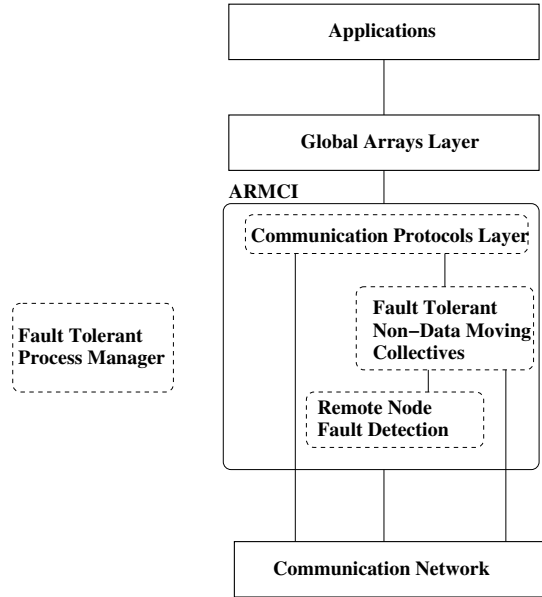 Applications
Global Arrays Layer
ARMCI
Communication Protocols Layer
Fault Tolerant
Non−Data Moving
Collectives
Fault Tolerant
Process Manager
Remote Node
Fault Detection
Communication Network